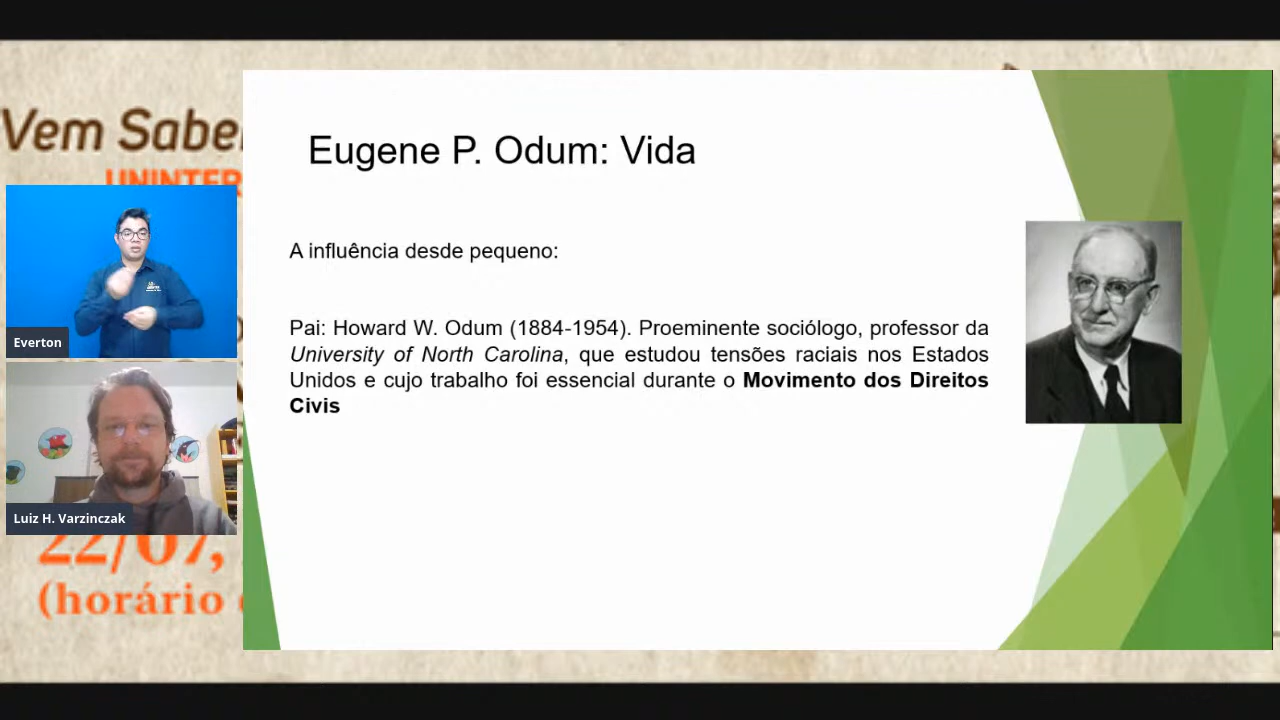 Vem Sabe
UNINTER
Eugene P. Odum: Vida
A influência desde pequeno:
Pai: Howard W. Odum (1884-1954). Proeminente sociólogo, professor da
University of North Carolina, que estudou tensões raciais nos Estados
Unidos e cujo trabalho foi essencial durante o Movimento dos Direitos
Civis
Everton
Luiz H. Varzinczak
22/07,
(horário